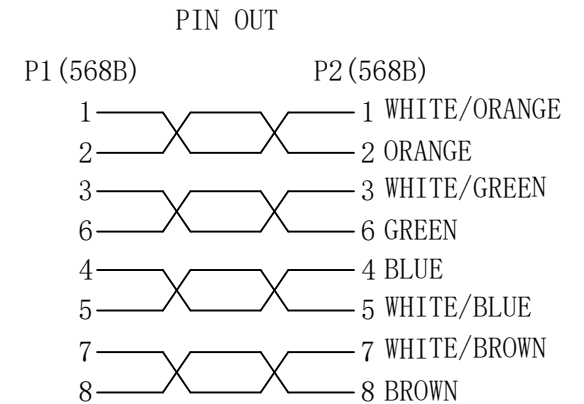 PIN OUT
P1(568B) P2(568B)
1 1 WHITE/ORANGE
2 2 ORANGE
3 3 WHITE/GREEN
6 6 GREEN
4 4 BLUE
5 5 WHITE/BLUE
7 7 WHITE/BROWN
8 8 BROWN